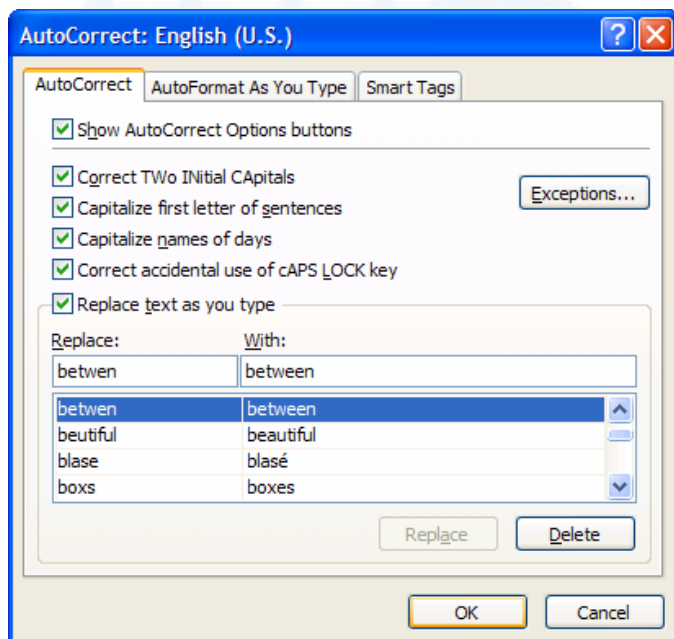 AutoCorrect: English (U.S.)
AutoCorrect AutoFormat As You Type Smart Tags
Show AutoCorrect Options buttons
Correct TWo INitial CApitals
Exceptions...
Capitalize first letter of sentences
Capitalize names of days
Correct accidental use of cAPS LOCK key
Replace text as you type
Replace: With:
betwen between
betwen between
beutiful beautiful
blase blasé
boxs boxes
Replace Delete
OK Cancel